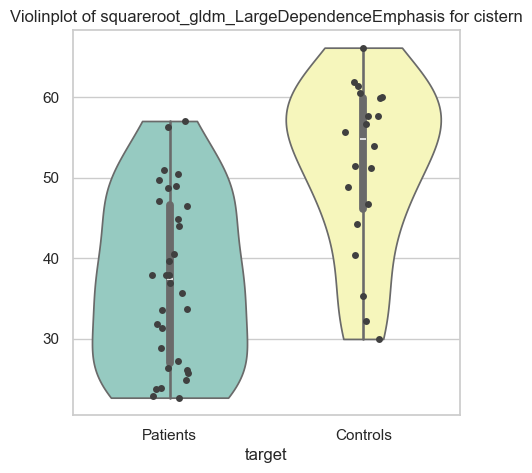 Violinplot of squareroot_gldm_LargeDependenceEmphasis for cistern
60
50
40
30
Patients
Controls
target